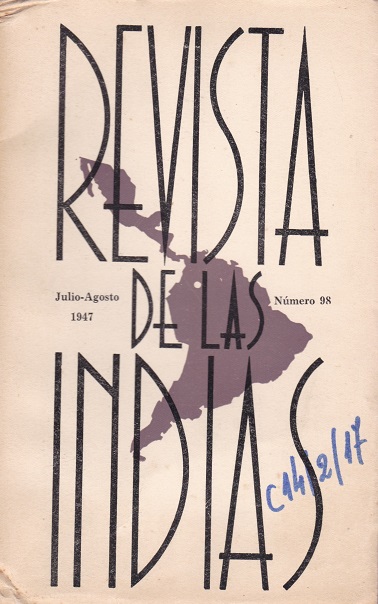 REVISTA
Julio-Agosto
1947
DE LAS
Número 98
INDIAS
C14/2/17